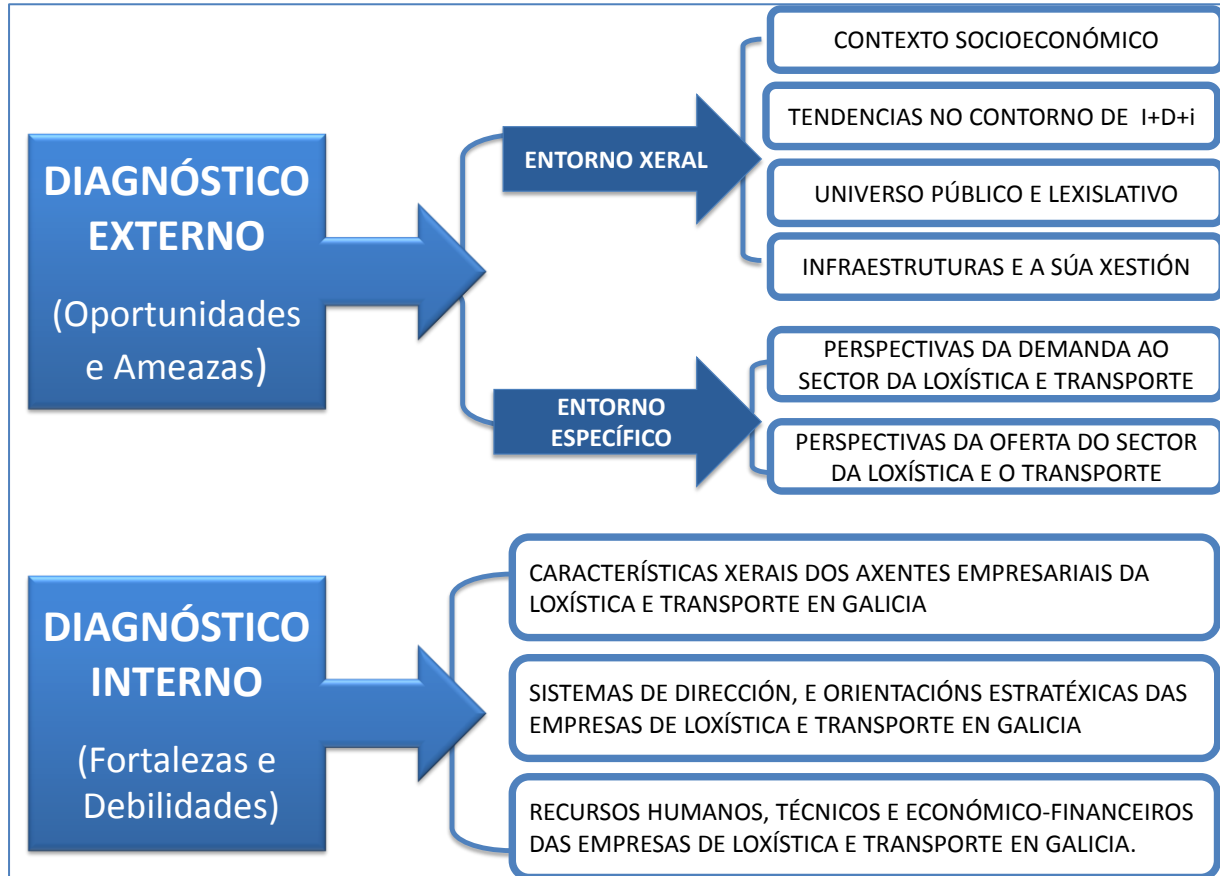 DIAGNÓSTICO
EXTERNO
(Oportunidades
e Ameazas)
ENTORNO XERAL
CONTEXTO SOCIOECONÓMICO
TENDENCIAS NO CONTORNO DE I+D+i
UNIVERSO PÚBLICO E LEXISLATIVO
INFRAESTRUTURAS E A SÚA XESTIÓN
ENTORNO
ESPECÍFICO
PERSPECTIVAS DA DEMANDA AO
SECTOR DA LOXÍSTICA E TRANSPORTE
PERSPECTIVAS DA OFERTA DO SECTOR
DA LOXÍSTICA E O TRANSPORTE
DIAGNÓSTICO
INTERNO
(Fortalezas e
Debilidades)
CARACTERÍSTICAS XERAIS DOS AXENTES EMPRESARIAIS DA
LOXÍSTICA E TRANSPORTE EN GALICIA
SISTEMAS DE DIRECCIÓN, E ORIENTACIÓNS ESTRATÉXICAS DAS
EMPRESAS DE LOXÍSTICA E TRANSPORTE EN GALICIA
RECURSOS HUMANOS, TÉCNICOS E ECONÓMICO-FINANCEIROS
DAS EMPRESAS DE LOXÍSTICA E TRANSPORTE EN GALICIA.